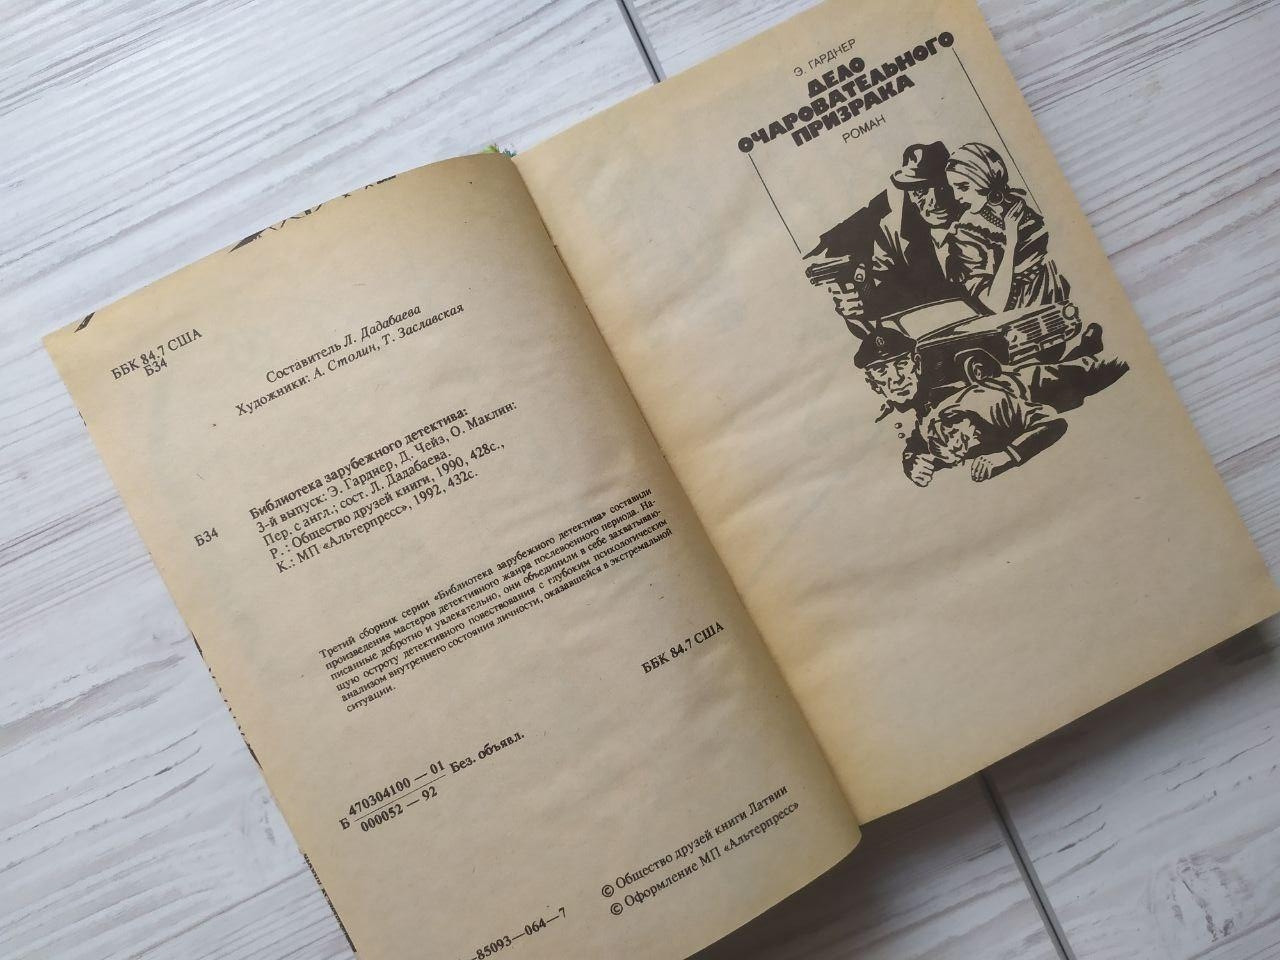 ББК 84.7 США
Б34
Составитель Л. Дадабаева
Художники: А. Столин, Т. Заславская
Библиотека зарубежного детектива:
Б34 3-й выпуск: Э. Гарднер, Д. Чейз, О. Маклин:
Пер. с англ.; сост. Л. Дадабаева,
Р.: Общество друзей книги, 1990, 428с.,
К.: МП «Альтерпресс», 1992, 432с.
Третий сборник серии «Библиотека зарубежного детектива» составили
произведения мастеров детективного жанра послевоенного периода. На-
писанные добротно и увлекательно, они объединили в себе захватываю-
щую остроту детективного повествования с глубоким психологическим
анализом внутреннего состояния личности, оказавшейся в экстремальной
ситуации.
ББК 84.7 США
Б 470304100 — 01
000052 — 92 Без. объявл.
© Общество друзей книги Латвии
© Оформление МП «Альтерпресс»
-85093—064—7
Э. ГАРДНЕР
ДЕЛО
ОЧАРОВАТЕЛЬНОГО
ПРИЗРАКА
РОМАН